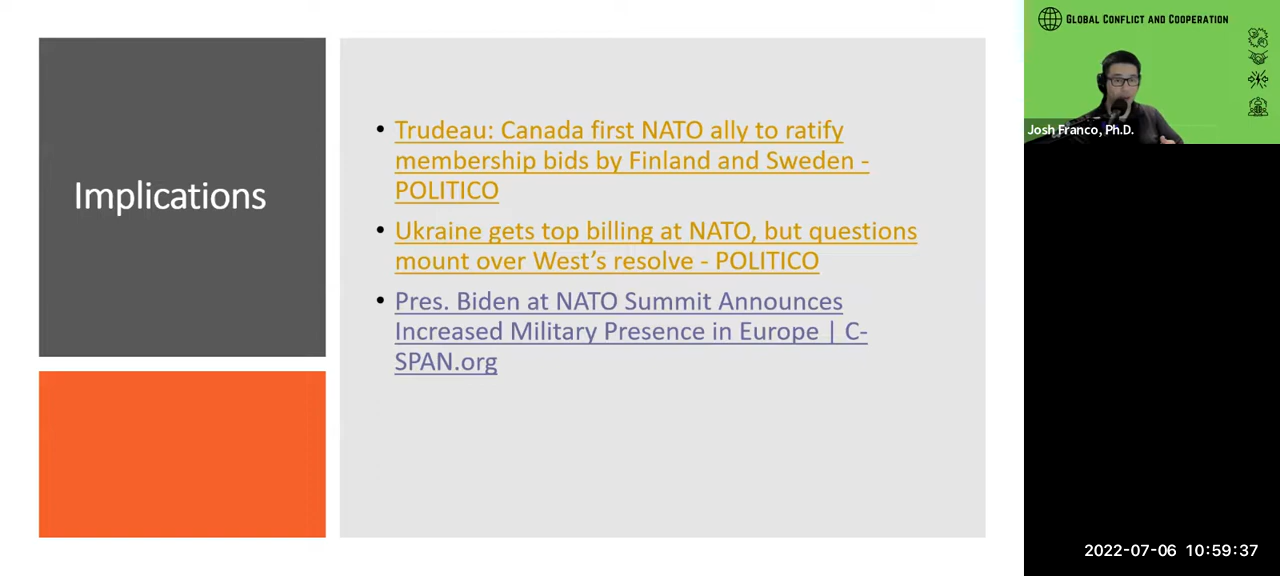 Implications
• Trudeau: Canada first NATO ally to ratify
membership bids by Finland and Sweden -
POLITICO
• Ukraine gets top billing at NATO, but questions
mount over West's resolve - POLITICO
• Pres. Biden at NATO Summit Announces
Increased Military Presence in Europe | C-
SPAN.org
GLOBAL CONFLICT AND COOPERATION
Josh Franco, Ph.D.
2022-07-06 10:59:37